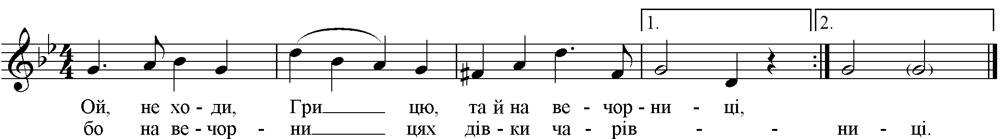 1. 2.
Ой, не хо - ди, Гри цю, та й на ве - чор - ни - ці,
бо на ве - чор - ни цях дів - ки ча - рів - - ни - ці.